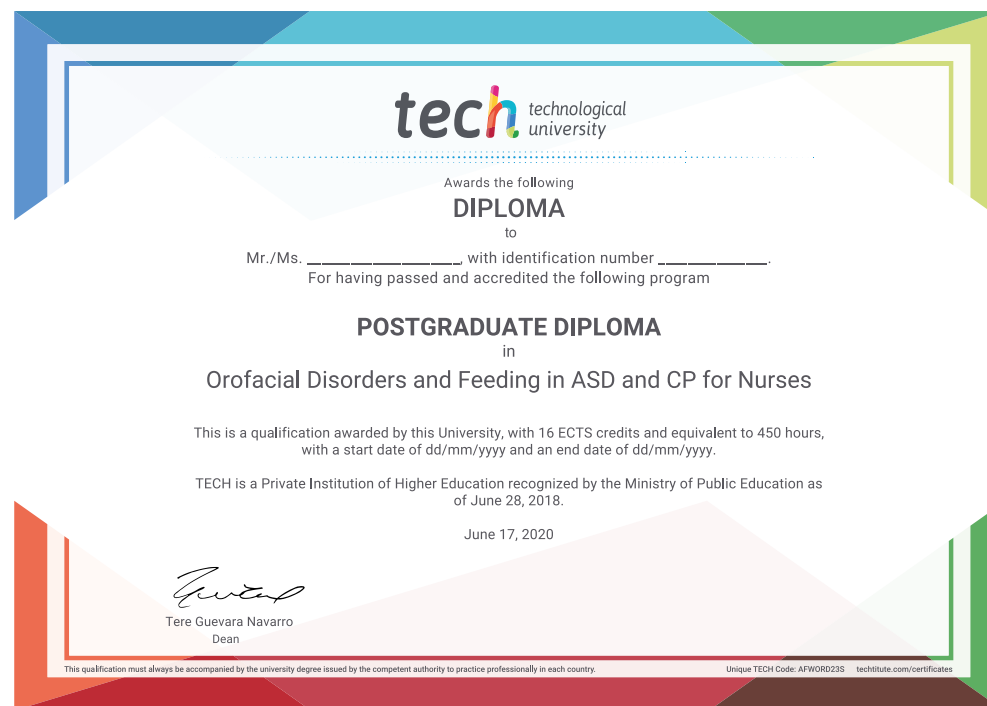 tech technological
university
Awards the following
DIPLOMA
to
Mr./Ms. ____________________, with identification number ______________.
For having passed and accredited the following program
POSTGRADUATE DIPLOMA
in
Orofacial Disorders and Feeding in ASD and CP for Nurses
This is a qualification awarded by this University, with 16 ECTS credits and equivalent to 450 hours,
with a start date of dd/mm/yyyy and an end date of dd/mm/yyyy.
TECH is a Private Institution of Higher Education recognized by the Ministry of Public Education as
of June 28, 2018.
June 17, 2020
Tere Guevara Navarro
Dean
This qualification must always be accompanied by the university degree issued by the competent authority to practice professionally in each country. Unique TECH Code: AFWORD23S techtitute.com/certificates